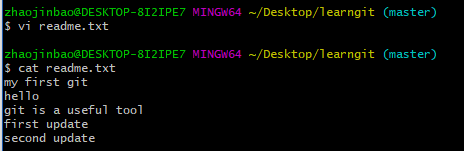 zhaojinbao@DESKTOP-8I2IPE7 MINGW64 ~/Desktop/learngit (master)
$ vi readme.txt
zhaojinbao@DESKTOP-8I2IPE7 MINGW64 ~/Desktop/learngit (master)
$ cat readme.txt
my first git
hello
git is a useful tool
first update
second update